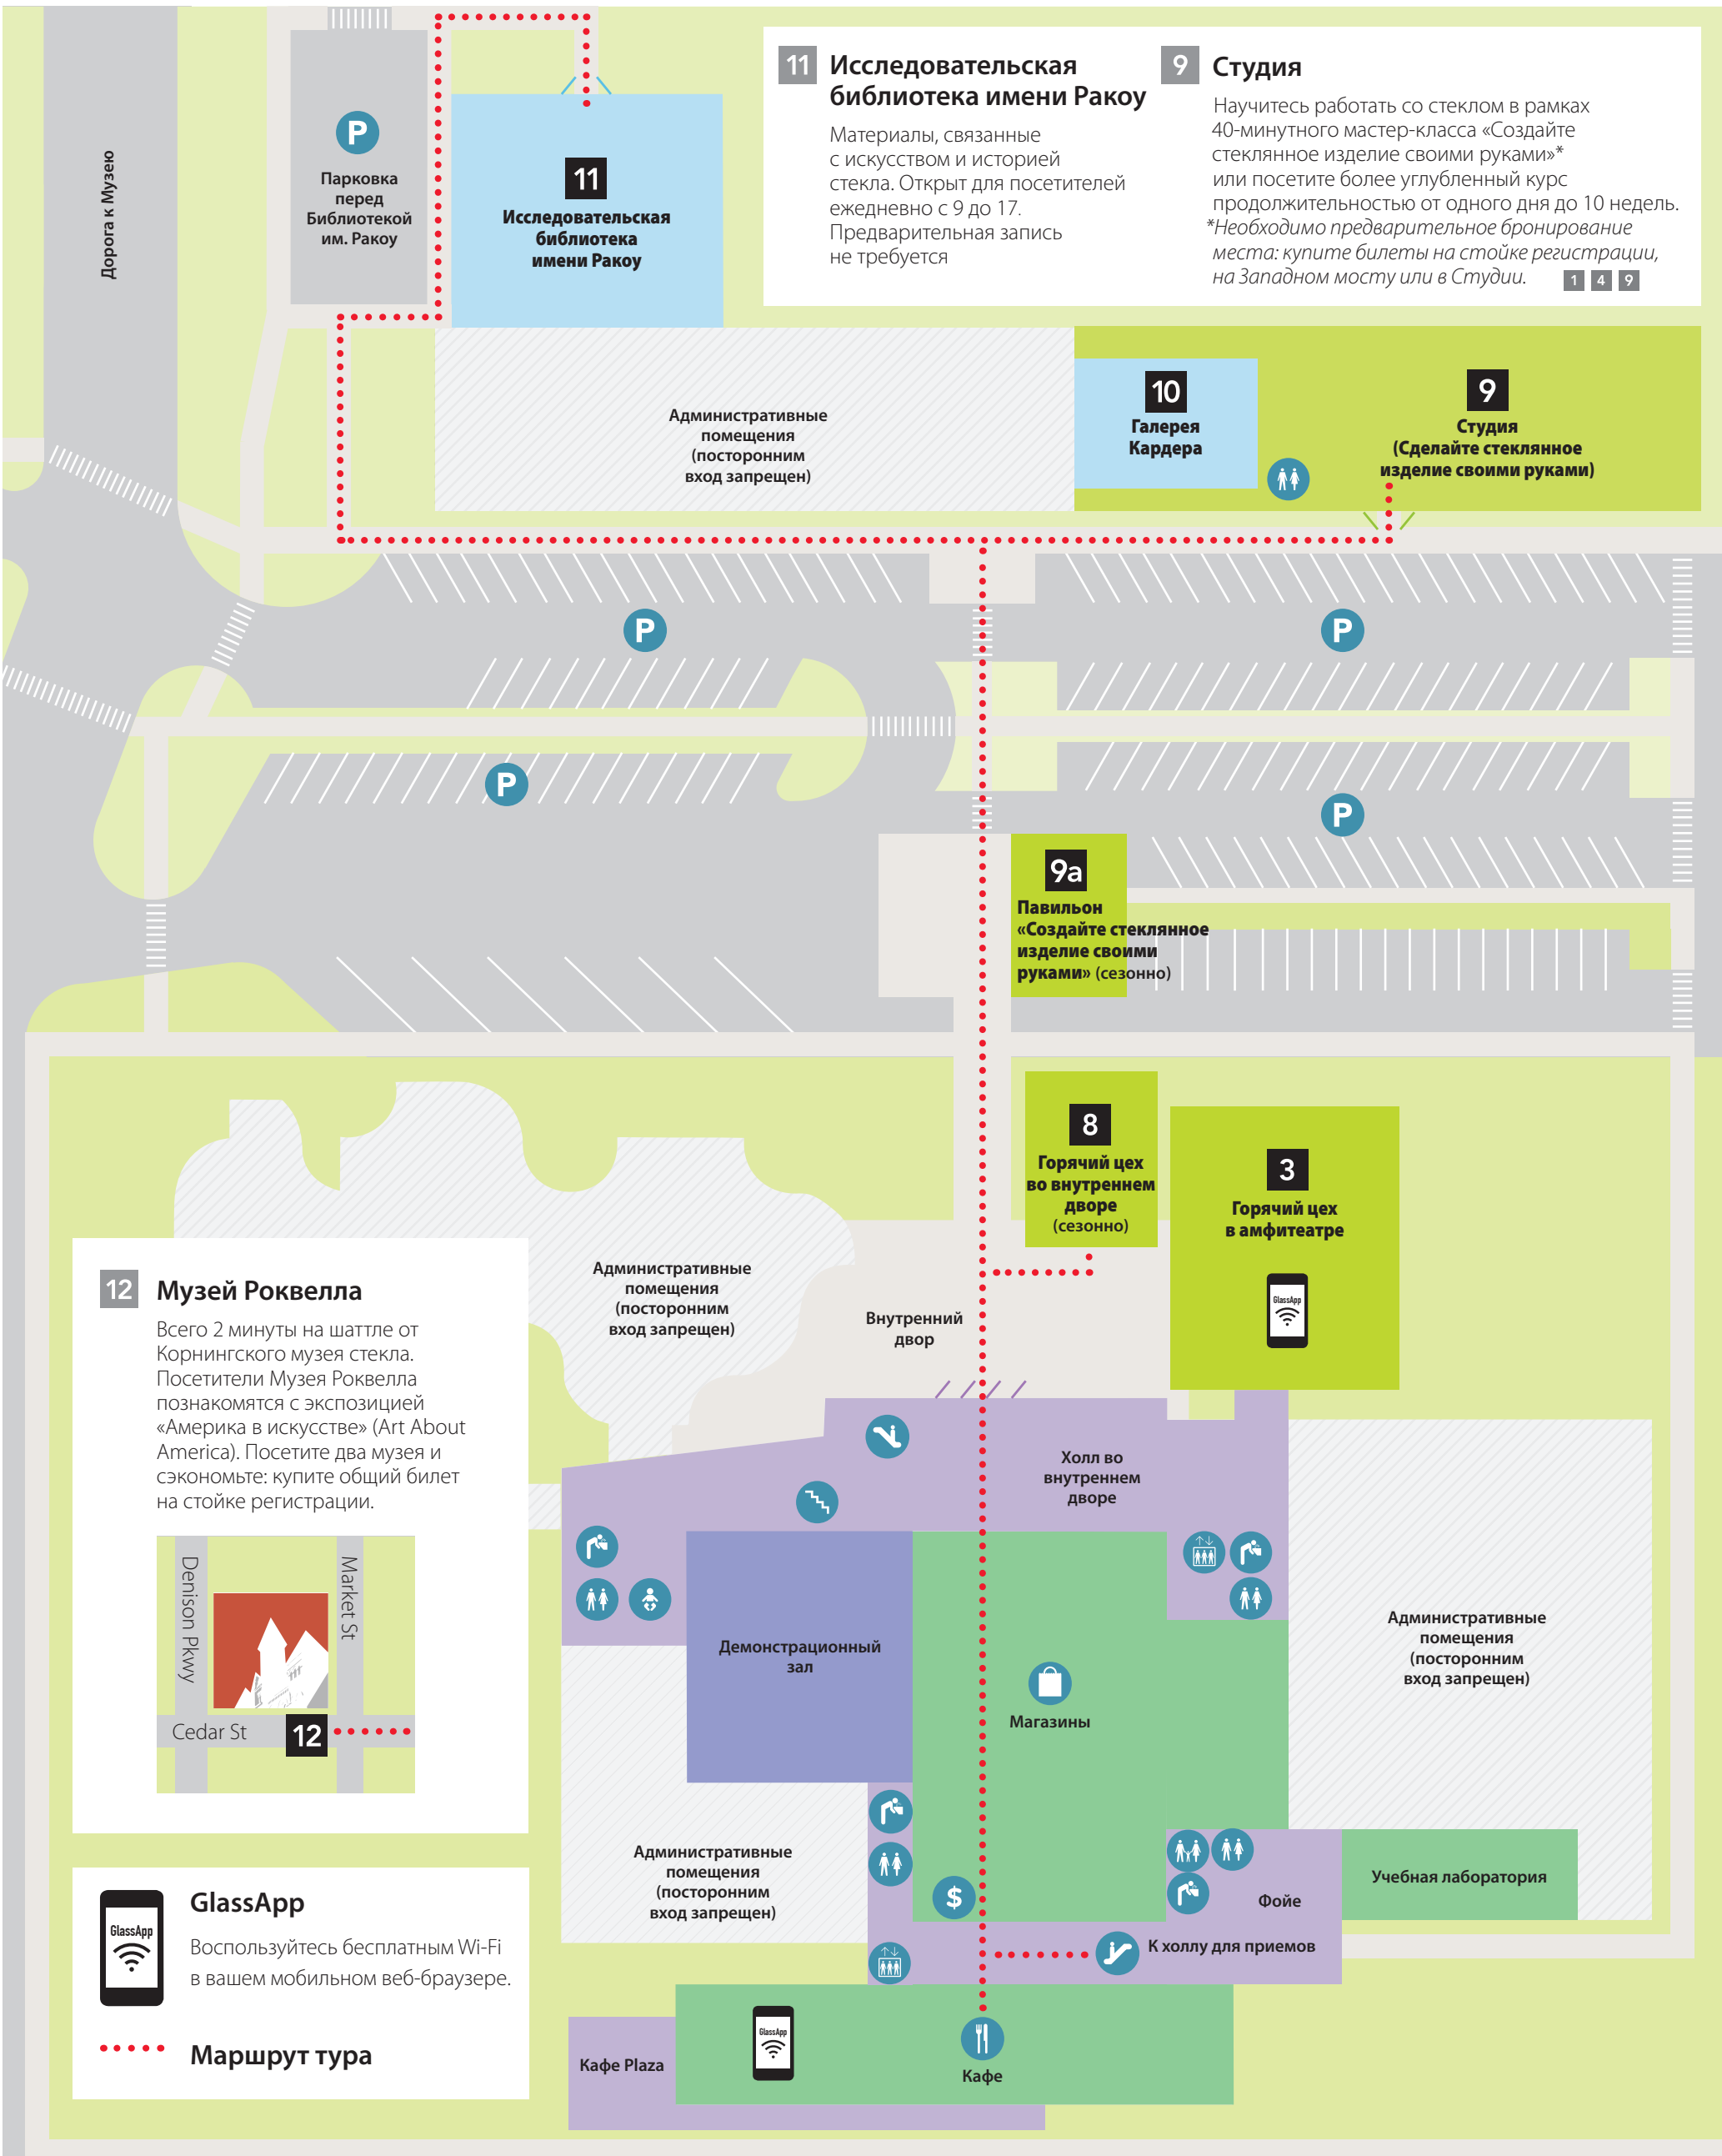 11
Исследовательская
библиотека имени Ракоу
Материалы, связанные
с искусством и историей
стекла. Открыт для посетителей
ежедневно с 9 до 17.
Предварительная запись
не требуется
9
Студия
Научитесь работать со стеклом в рамках
40-минутного мастер-класса «Создайте
стеклянное изделие своими руками»*
или посетите более углубленный курс
продолжительностью от одного дня до 10 недель.
*Необходимо предварительное бронирование
места: купите билеты на стойке регистрации,
на Западном мосту или в Студии.
1 4 9
Дорога к Музею
P
Парковка
перед
Библиотекой
им. Ракоу
11
Исследовательская
библиотека
имени Ракоу
Административные
помещения
(посторонним
вход запрещен)
10
Галерея
Кардера
9
Студия
(Сделайте стеклянное
изделие своими руками)
P
P
P
P
9a
Павильон
«Создайте стеклянное
изделие своими
руками» (сезонно)
8
Горячий цех
во внутреннем
дворе
(сезонно)
3
Горячий цех
в амфитеатре
GlassApp
Административные
помещения
(посторонним
вход запрещен)
Внутренний
двор
12
Музей Роквелла
Всего 2 минуты на шаттле от
Корнингского музея стекла.
Посетители Музея Роквелла
познакомятся с экспозицией
«Америка в искусстве» (Art About
America). Посетите два музея и
сэкономьте: купите общий билет
на стойке регистрации.
Denison Pkwy
Market St
Cedar St
12
Холл во
внутреннем
дворе
Демонстрационный
зал
Магазины
Административные
помещения
(посторонним
вход запрещен)
Административные
помещения
(посторонним
вход запрещен)
$
Фойе
Учебная лаборатория
К холлу для приемов
GlassApp
GlassApp
Воспользуйтесь бесплатным Wi-Fi
в вашем мобильном веб-браузере.
Маршрут тура
Кафе Plaza
GlassApp
Кафе